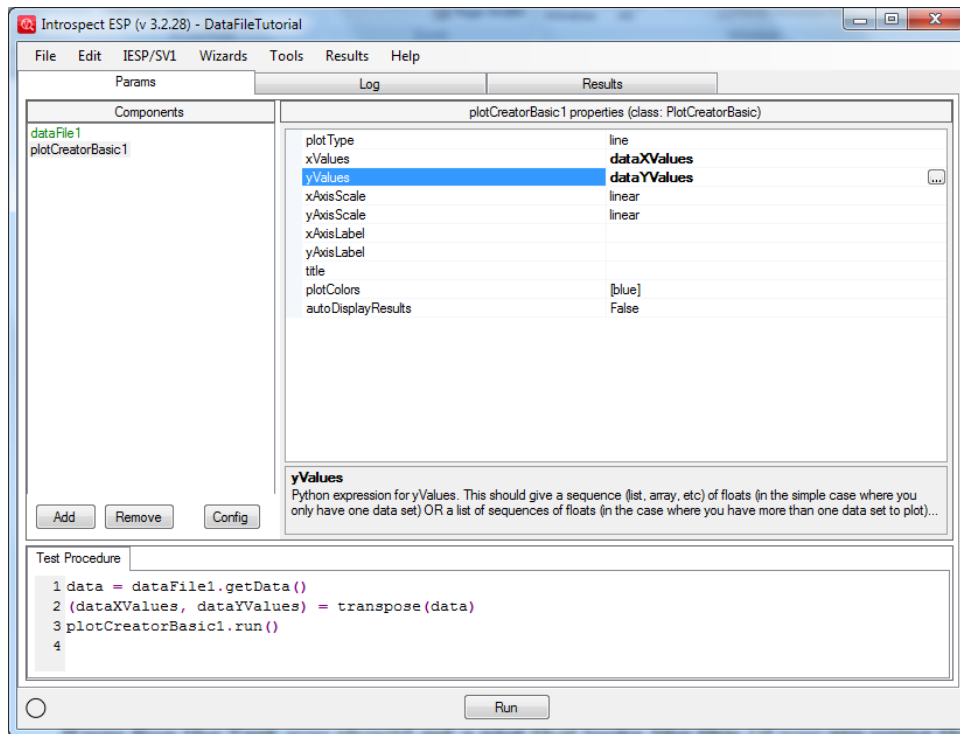 Introspect ESP (v 3.2.28) - DataFileTutorial
File Edit IESP/SV1 Wizards Tools Results Help
Params Log Results
Components
dataFile1
plotCreatorBasic1
Add Remove Config
plotCreatorBasic1 properties (class: PlotCreatorBasic)
plotType line
xValues dataXValues
yValues dataYValues ...
xAxisScale linear
yAxisScale linear
xAxisLabel
yAxisLabel
title
plotColors [blue]
autoDisplayResults False
yValues
Python expression for yValues. This should give a sequence (list, array, etc) of floats (in the simple case where you
only have one data set) OR a list of sequences of floats (in the case where you have more than one data set to plot)...
Test Procedure
1 data = dataFile1.getData()
2 (dataXValues, dataYValues) = transpose(data)
3 plotCreatorBasic1.run()
4
Run